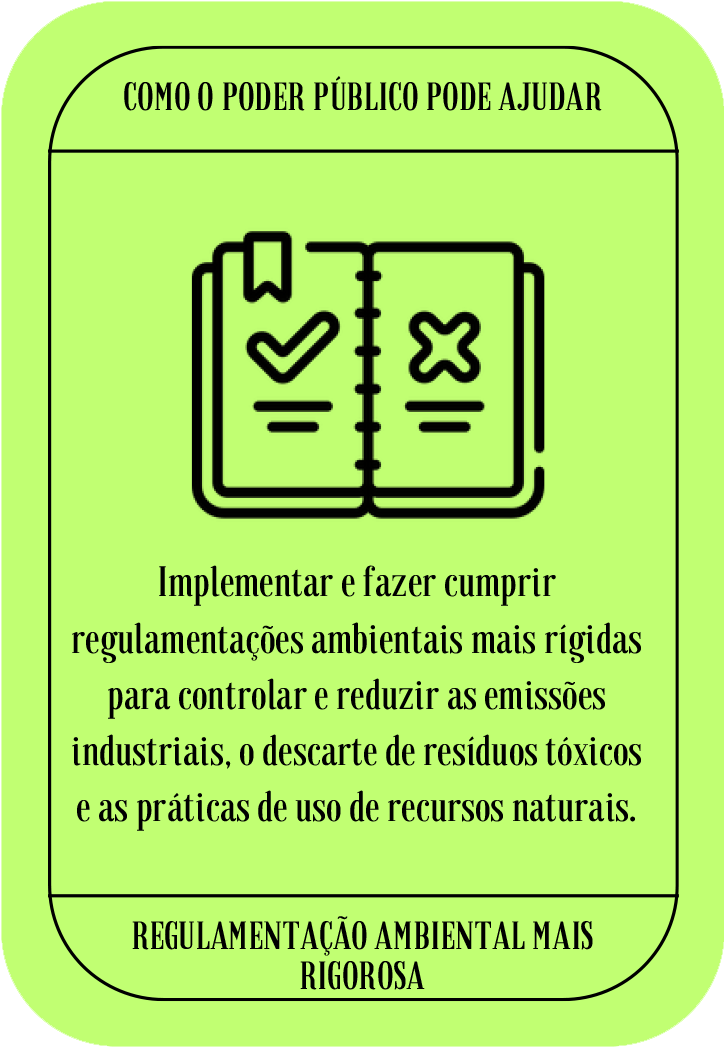 COMO O PODER PÚBLICO PODE AJUDAR
Implementar e fazer cumprir
regulamentações ambientais mais rígidas
para controlar e reduzir as emissões
industriais, o descarte de resíduos tóxicos
e as práticas de uso de recursos naturais.
REGULAMENTAÇÃO AMBIENTAL MAIS
RIGOROSA